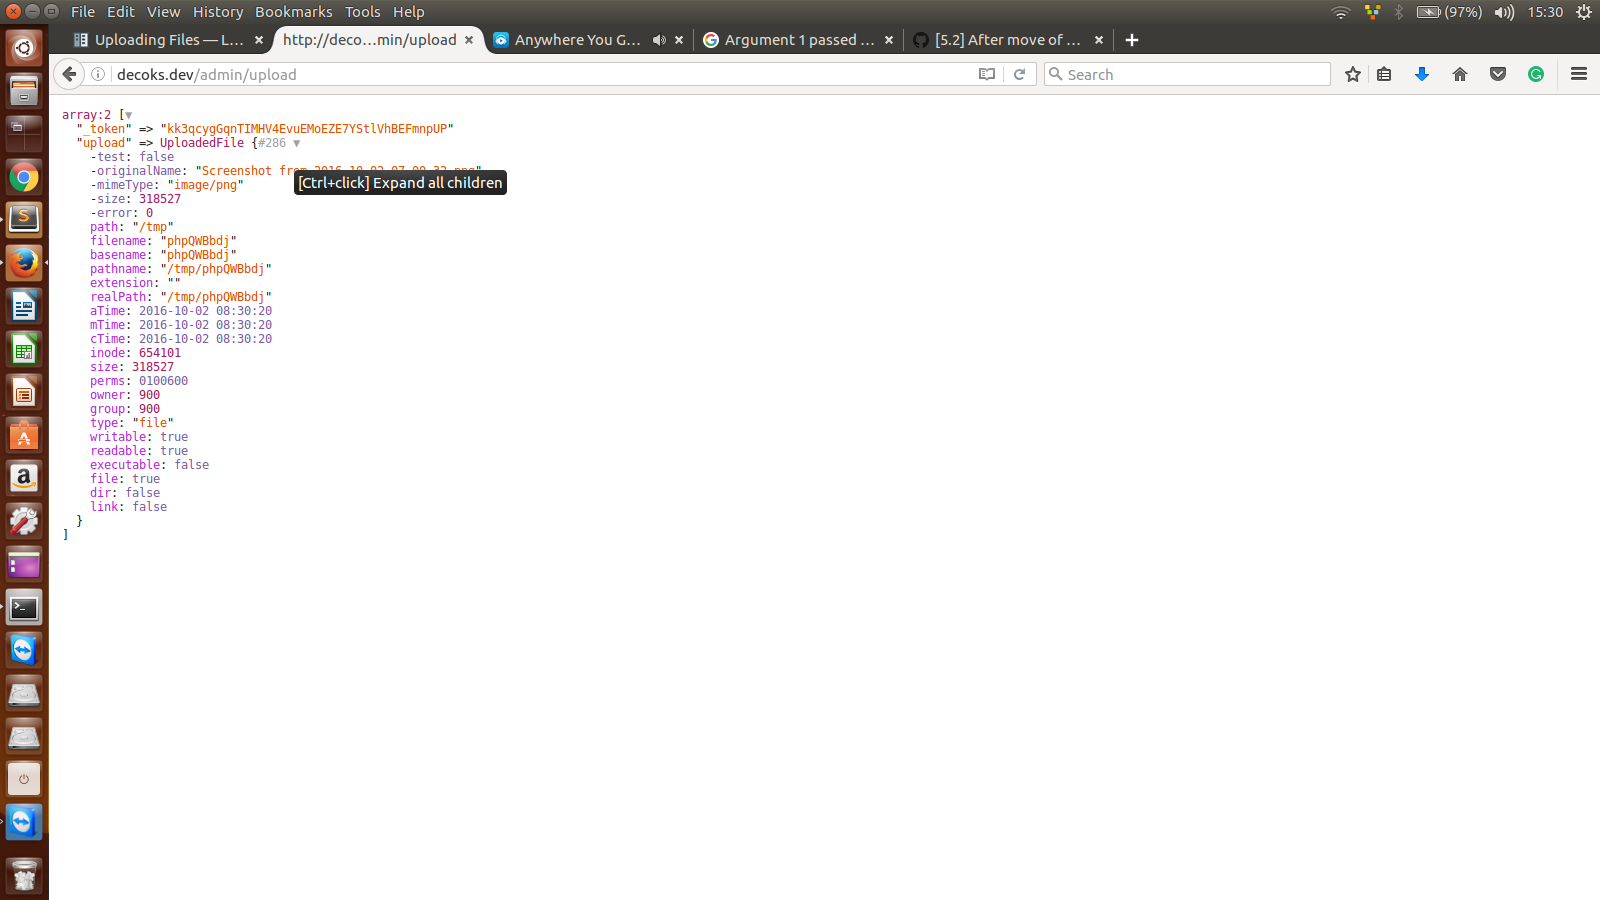 File Edit View History Bookmarks Tools Help (97%) 15:30
Uploading Files — L... http://deco...min/upload Anywhere You G... Argument 1 passed ... [5.2] After move of ...
decoks.dev/admin/upload Search
array:2 [▼
"_token" => "kk3qcygGqnTIMHV4EvuEMoEZE7YStlVhBEFmnpUP"
"upload" => UploadedFile {#286 ▼
-test: false
-originalName: "Screenshot from
[Ctrl+click] Expand all children
-mimeType: "image/png"
-size: 318527
-error: 0
path: "/tmp"
filename: "phpQWBbdj"
basename: "phpQWBbdj"
pathname: "/tmp/phpQWBbdj"
extension: ""
realPath: "/tmp/phpQWBbdj"
aTime: 2016-10-02 08:30:20
mTime: 2016-10-02 08:30:20
cTime: 2016-10-02 08:30:20
inode: 654101
size: 318527
perms: 0100600
owner: 900
group: 900
type: "file"
writable: true
readable: true
executable: false
file: true
dir: false
link: false
}
]